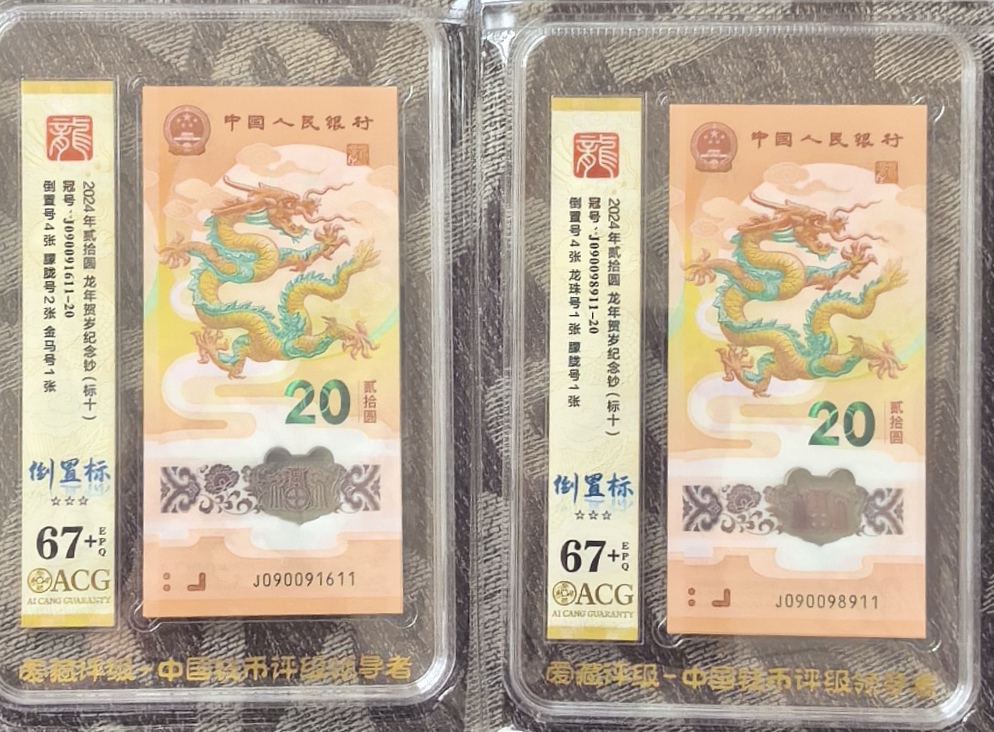 龍
2024年贰拾圆 龙年贺岁纪念钞(标十)
冠号:J090091611-20
倒置号4张 朦胧号2张 金马号1张
倒置标
☆☆☆
67+
EPQ
ACG
AI CANG GUARANTY
中国人民银行
20
贰拾圆
J090091611
爱藏评级-中国钱币评级领导者
龍
2024年贰拾圆 龙年贺岁纪念钞(标十)
冠号:J090098911-20
倒置号4张 龙珠号1张 朦胧号1张
倒置标
☆☆☆
67+
EPQ
ACG
AI CANG GUARANTY
中国人民银行
20
贰拾圆
J090098911
爱藏评级-中国钱币评级领导者